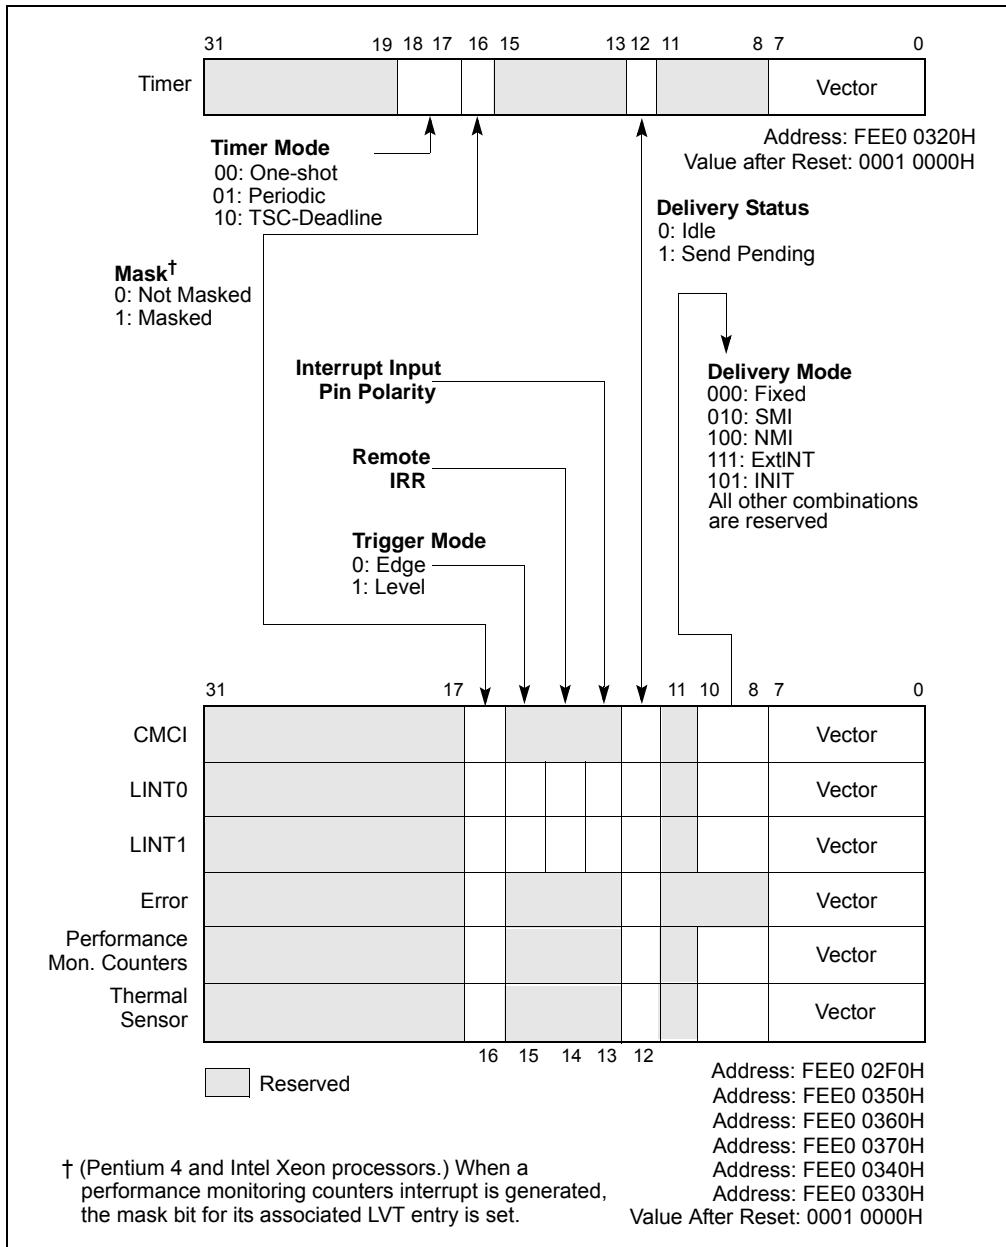 31 19 18 17 16 15 13 12 11 8 7 0
Timer Vector
Address: FEE0 0320H
Value after Reset: 0001 0000H
Timer Mode
00: One-shot
01: Periodic
10: TSC-Deadline
Delivery Status
0: Idle
1: Send Pending
Mask†
0: Not Masked
1: Masked
Interrupt Input
Pin Polarity
Delivery Mode
000: Fixed
010: SMI
100: NMI
111: ExtlNT
101: INIT
All other combinations
are reserved
Remote
IRR
Trigger Mode
0: Edge
1: Level
31 17 11 10 8 7 0
CMCI Vector
LINT0 Vector
LINT1 Vector
Error Vector
Performance
Mon. Counters Vector
Thermal
Sensor Vector
16 15 14 13 12
Reserved
Address: FEE0 02F0H
Address: FEE0 0350H
Address: FEE0 0360H
Address: FEE0 0370H
Address: FEE0 0340H
Address: FEE0 0330H
Value After Reset: 0001 0000H
† (Pentium 4 and Intel Xeon processors.) When a
performance monitoring counters interrupt is generated,
the mask bit for its associated LVT entry is set.